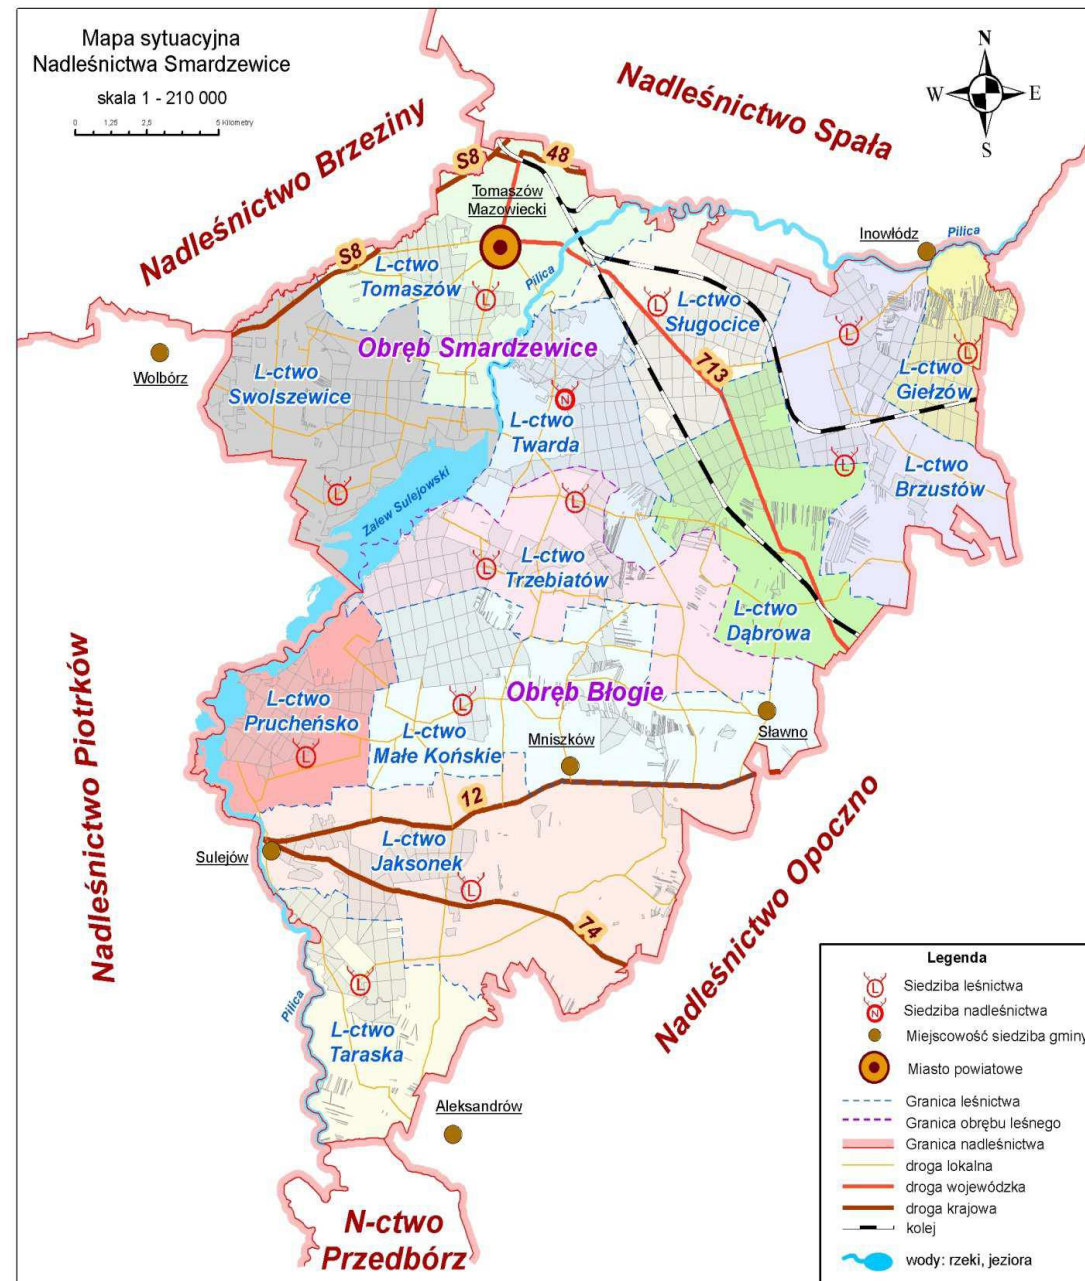 Mapa sytuacyjna
Nadleśnictwa Smardzewice
skala 1 - 210 000
0 1,25 2,5 5 Kilometry
N
W E
S
Nadleśnictwo Brzeziny
Nadleśnictwo Spała
S8
48
Tomaszów
Mazowiecki
Inowłódz
Pilica
S8
L-ctwo
Tomaszów
Pilica
L
L-ctwo
Sługocice
L
L
L
Obręb Smardzewice
713
Wolbórz
L-ctwo
Swolszewice
L-ctwo
Giełzów
N
L-ctwo
Twarda
L
L-ctwo
Brzustów
L
Zalew Sulejowski
L
L-ctwo
Trzebiatów
L
L-ctwo
Dąbrowa
Nadleśnictwo Piotrków
L-ctwo
Prucheńsko
L
Obręb Błogie
L
L-ctwo
Małe Końskie
Mniszków
Sławno
12
Sulejów
L-ctwo
Jaksonek
L
74
Nadleśnictwo Opoczno
L
Pilica
L-ctwo
Taraska
Aleksandrów
N-ctwo
Przedbórz
Legenda
L Siedziba leśnictwa
N Siedziba nadleśnictwa
Miejscowość siedziba gminy
Miasto powiatowe
Granica leśnictwa
Granica obrębu leśnego
Granica nadleśnictwa
droga lokalna
droga wojewódzka
droga krajowa
kolej
wody: rzeki, jeziora